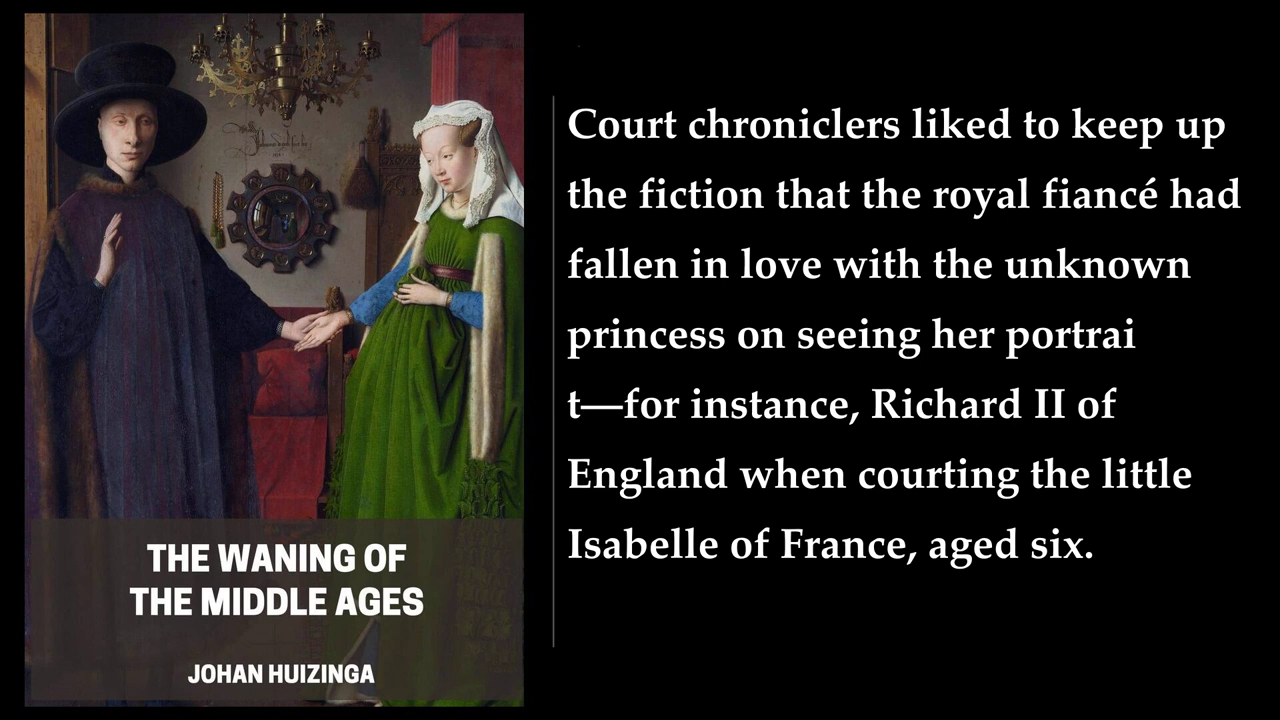 THE WANING OF
THE MIDDLE AGES
JOHAN HUIZINGA
Court chroniclers liked to keep up
the fiction that the royal fiancé had
fallen in love with the unknown
princess on seeing her portrai
t—for instance, Richard II of
England when courting the little
Isabelle of France, aged six.